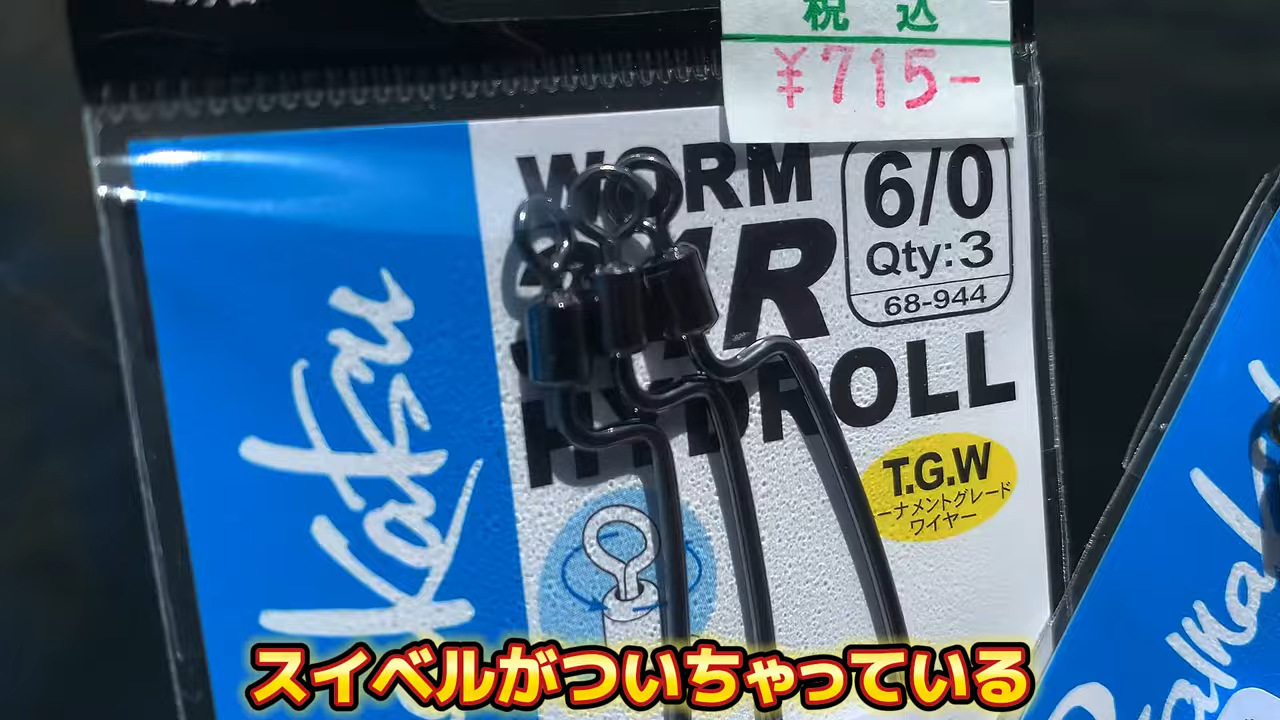 税込
¥715-
WORM
6/0
Qty:3
68-944
ROLL
T.G.W
ーナメントグレード
ワイヤー
Katsu
スイベルがついちゃっている